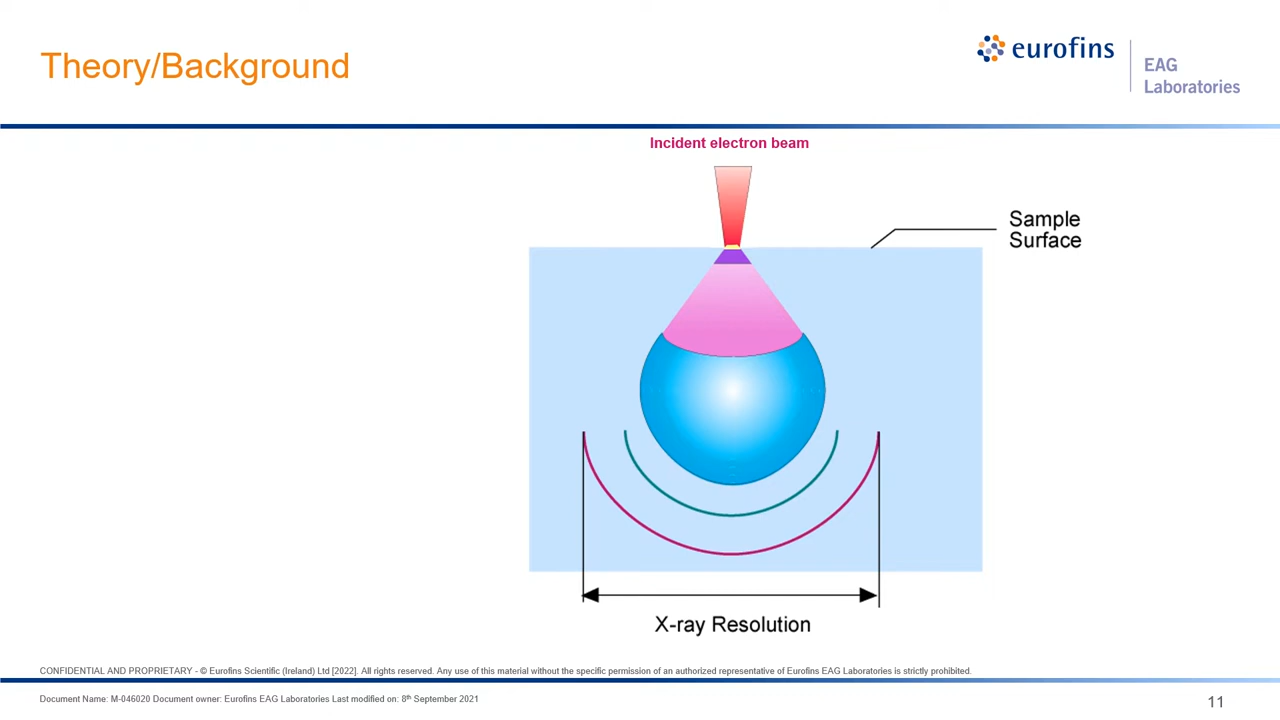 Theory/Background
eurofins
EAG
Laboratories
Incident electron beam
Sample
Surface
X-ray Resolution
CONFIDENTIAL AND PROPRIETARY - © Eurofins Scientific (Ireland) Ltd [2022]. All rights reserved. Any use of this material without the specific permission of an authorized representative of Eurofins EAG Laboratories is strictly prohibited.
Document Name: M-046020 Document owner: Eurofins EAG Laboratories Last modified on: 8th September 2021
11